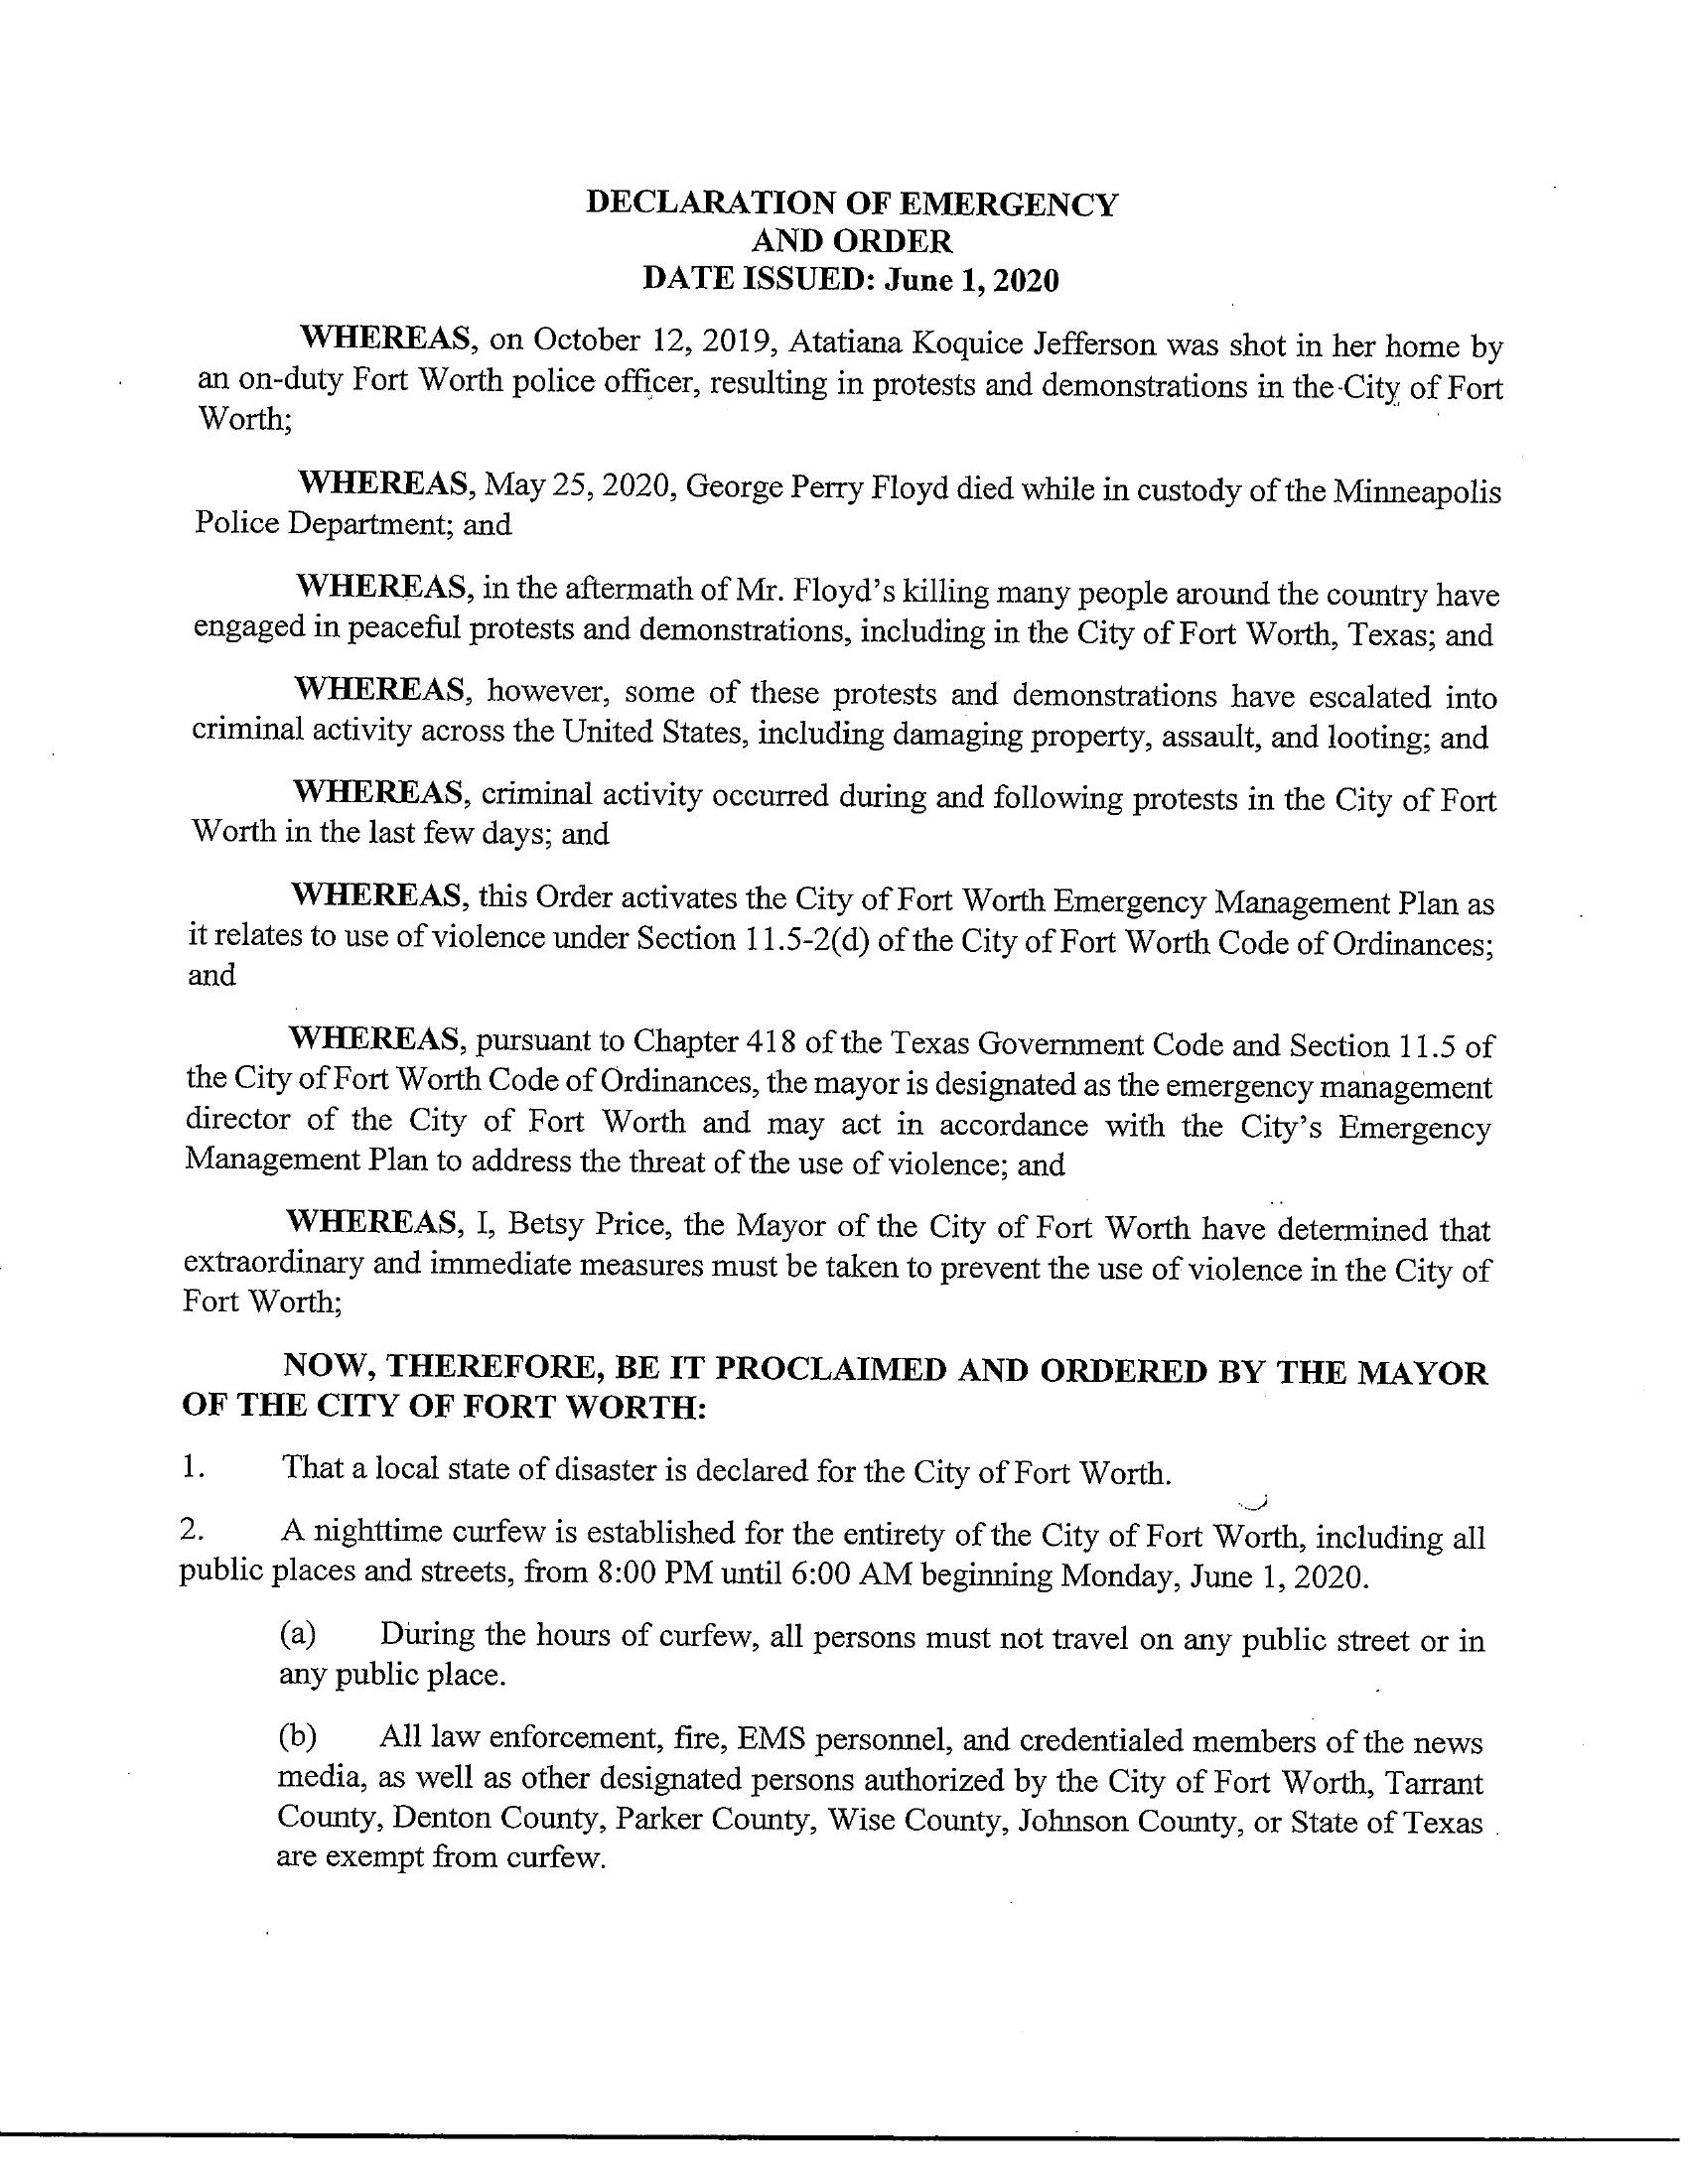 DECLARATION OF EMERGENCY
AND ORDER
DATE ISSUED: June 1, 2020
WHEREAS, on October 12, 2019, Atatiana Koquice Jefferson was shot in her home by
an on-duty Fort Worth police officer, resulting in protests and demonstrations in the City of Fort
Worth;
WHEREAS, May 25, 2020, George Perry Floyd died while in custody of the Minneapolis
Police Department; and
WHEREAS, in the aftermath of Mr. Floyd's killing many people around the country have
engaged in peaceful protests and demonstrations, including in the City of Fort Worth, Texas; and
WHEREAS, however, some of these protests and demonstrations have escalated into
criminal activity across the United States, including damaging property, assault, and looting; and
WHEREAS, criminal activity occurred during and following protests in the City of Fort
Worth in the last few days; and
WHEREAS, this Order activates the City of Fort Worth Emergency Management Plan as
it relates to use of violence under Section 11.5-2(d) of the City of Fort Worth Code of Ordinances;
and
WHEREAS, pursuant to Chapter 418 of the Texas Government Code and Section 11.5 of
the City of Fort Worth Code of Ordinances, the mayor is designated as the emergency management
director of the City of Fort Worth and may act in accordance with the City's Emergency
Management Plan to address the threat of the use of violence; and
WHEREAS, I, Betsy Price, the Mayor of the City of Fort Worth have determined that
extraordinary and immediate measures must be taken to prevent the use of violence in the City of
Fort Worth;
NOW, THEREFORE, BE IT PROCLAIMED AND ORDERED BY THE MAYOR
OF THE CITY OF FORT WORTH:
1. That a local state of disaster is declared for the City of Fort Worth.
2. A nighttime curfew is established for the entirety of the City of Fort Worth, including all
public places and streets, from 8:00 PM until 6:00 AM beginning Monday, June 1, 2020.
(a) During the hours of curfew, all persons must not travel on any public street or in
any public place.
(b) All law enforcement, fire, EMS personnel, and credentialed members of the news
media, as well as other designated persons authorized by the City of Fort Worth, Tarrant
County, Denton County, Parker County, Wise County, Johnson County, or State of Texas
are exempt from curfew.